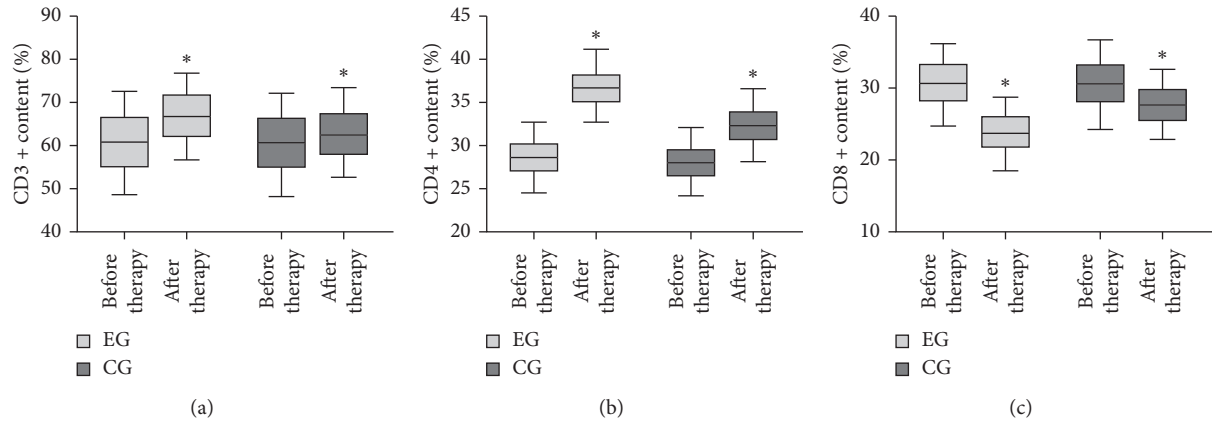 CD3 + content (%)
90
80
70
60
50
40
*
*
Before
therapy
After
therapy
Before
therapy
After
therapy
EG
CG
(a)
CD4 + content (%)
45
40
35
30
25
20
*
*
Before
therapy
After
therapy
Before
therapy
After
therapy
EG
CG
(b)
CD8 + content (%)
40
30
20
10
*
*
Before
therapy
After
therapy
Before
therapy
After
therapy
EG
CG
(c)